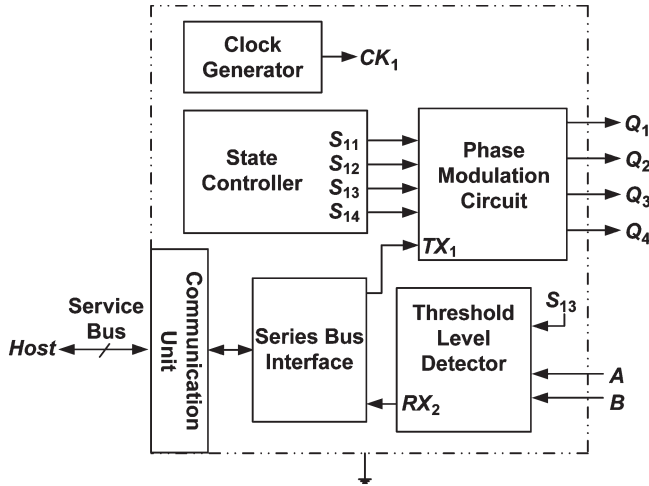 Clock
Generator
CK1
State
Controller
S11
S12
S13
S14
Phase
Modulation
Circuit
TX1
Q1
Q2
Q3
Q4
Host
Service
Bus
Communication
Unit
Series Bus
Interface
Threshold
Level
Detector
RX2
S13
A
B